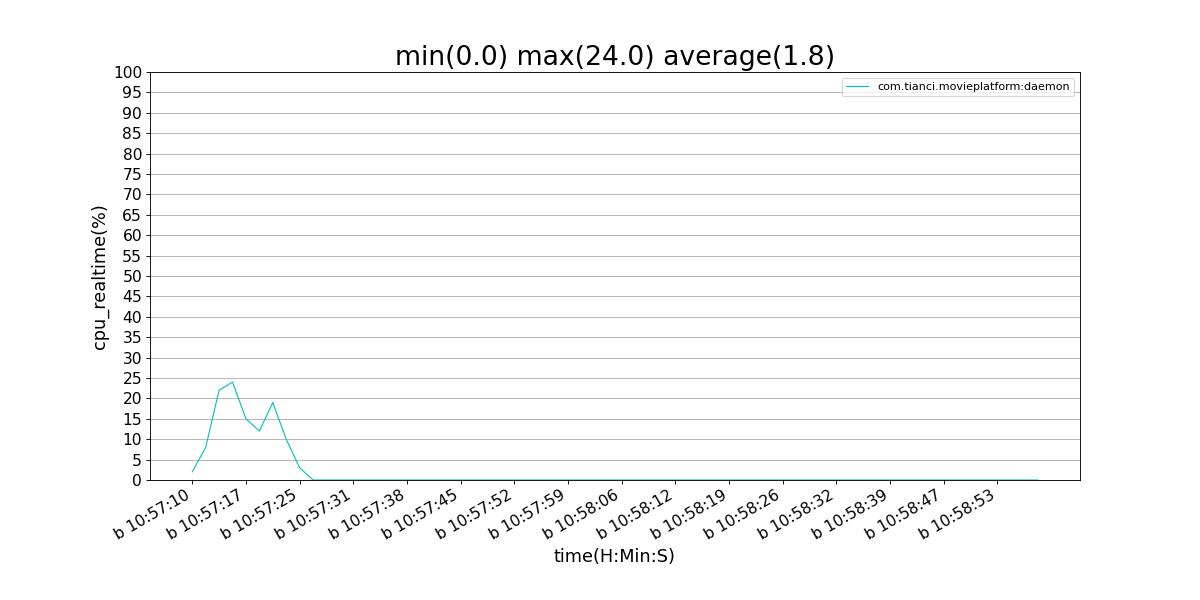 min(0.0) max(24.0) average(1.8)
com.tianci.movieplatform:daemon
100
95
90
85
80
75
70
65
60
55
50
45
40
35
30
25
20
15
10
5
0
cpu_realtime(%)
b 10:57:10
b 10:57:17
b 10:57:25
b 10:57:31
b 10:57:38
b 10:57:45
b 10:57:52
b 10:57:59
b 10:58:06
b 10:58:12
b 10:58:19
b 10:58:26
b 10:58:32
b 10:58:39
b 10:58:47
b 10:58:53
time(H:Min:S)